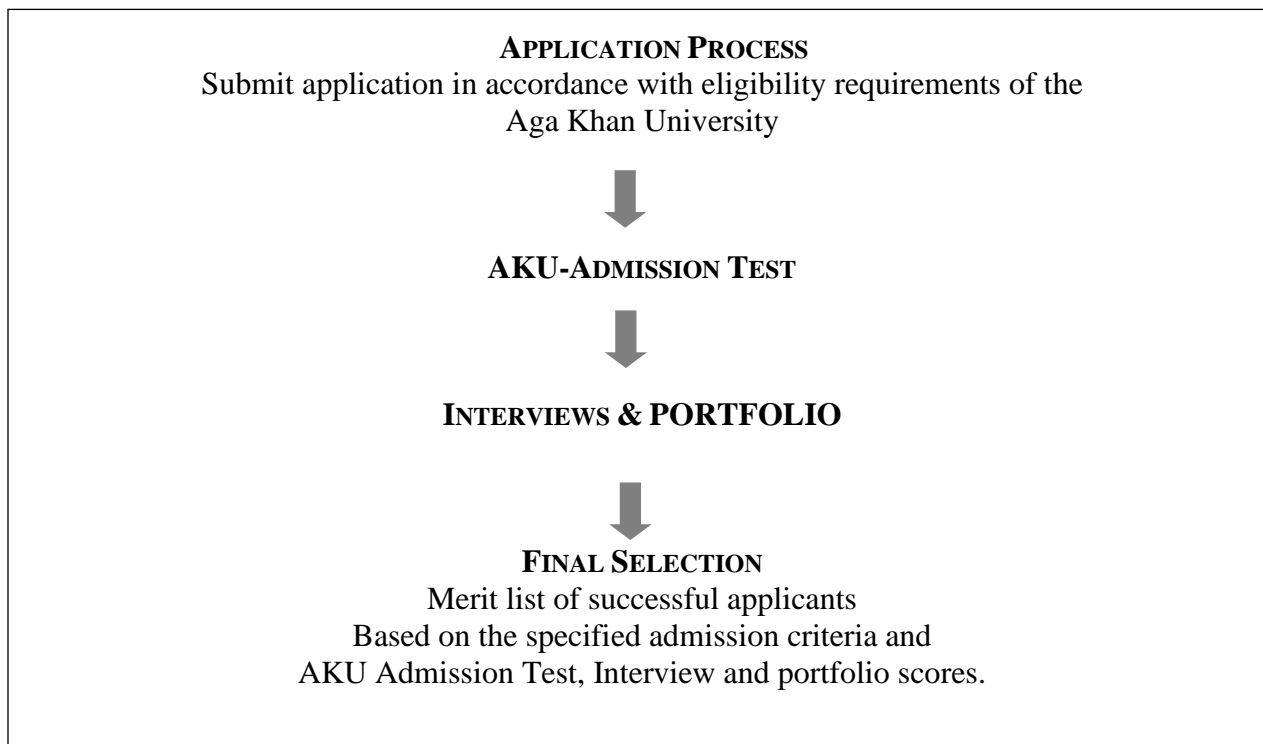 APPLICATION PROCESS
Submit application in accordance with eligibility requirements of the
Aga Khan University
AKU-ADMISSION TEST
INTERVIEWS & PORTFOLIO
FINAL SELECTION
Merit list of successful applicants
Based on the specified admission criteria and
AKU Admission Test, Interview and portfolio scores.